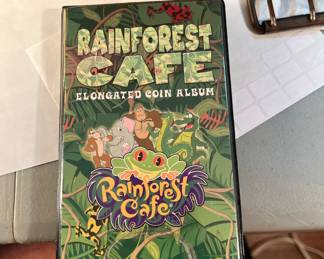 RAINFOREST
CAFE
ELONGATED COIN ALBUM
Rainforest
Cafe